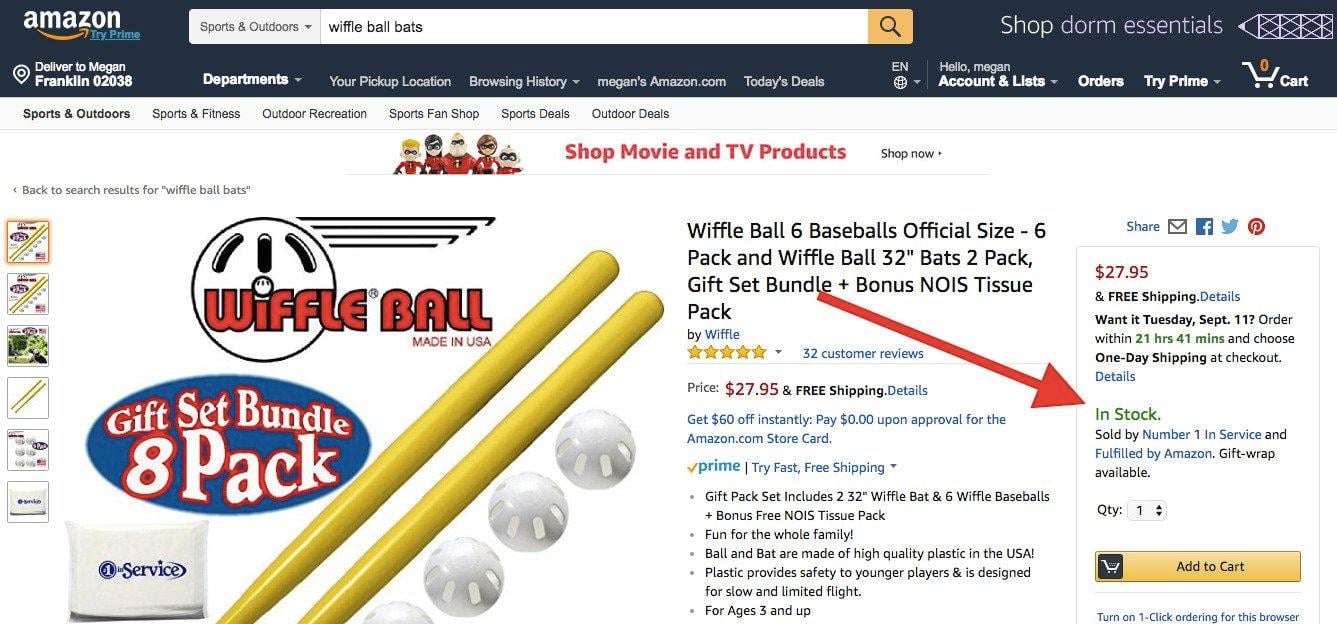 amazon
Try Prime
Sports & Outdoors
wiffle ball bats
Shop dorm essentials
Deliver to Megan
Franklin 02038
Departments
Your Pickup Location
Browsing History
megan's Amazon.com
Today's Deals
EN
Hello, megan
Account & Lists
Orders
Try Prime
0
Cart
Sports & Outdoors
Sports & Fitness
Outdoor Recreation
Sports Fan Shop
Sports Deals
Outdoor Deals
Shop Movie and TV Products
Shop now
‹ Back to search results for "wiffle ball bats"
WIFFLE® BALL
MADE IN USA
Gift Set Bundle
8 Pack
1 in Service
Wiffle Ball 6 Baseballs Official Size - 6
Pack and Wiffle Ball 32" Bats 2 Pack,
Gift Set Bundle + Bonus NOIS Tissue
Pack
by Wiffle
32 customer reviews
Price: $27.95 & FREE Shipping.Details
Get $60 off instantly: Pay $0.00 upon approval for the
Amazon.com Store Card.
prime | Try Fast, Free Shipping
• Gift Pack Set Includes 2 32" Wiffle Bat & 6 Wiffle Baseballs
+ Bonus Free NOIS Tissue Pack
• Fun for the whole family!
• Ball and Bat are made of high quality plastic in the USA!
• Plastic provides safety to younger players & is designed
for slow and limited flight.
• For Ages 3 and up
Share
$27.95
& FREE Shipping.Details
Want it Tuesday, Sept. 11? Order
within 21 hrs 41 mins and choose
One-Day Shipping at checkout.
Details
In Stock.
Sold by Number 1 In Service and
Fulfilled by Amazon. Gift-wrap
available.
Qty: 1
Add to Cart
Turn on 1-Click ordering for this browser